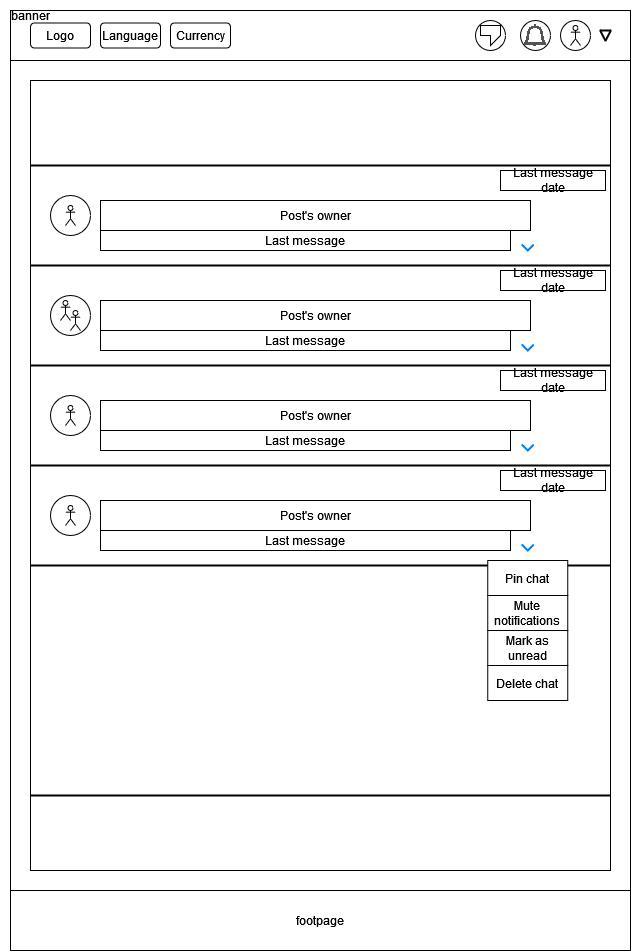 banner
Logo
Language
Currency
Last message
date
Post's owner
Last message
Last message
date
Post's owner
Last message
Last message
date
Post's owner
Last message
Last message
date
Post's owner
Last message
Pin chat
Mute
notifications
Mark as
unread
Delete chat
footpage